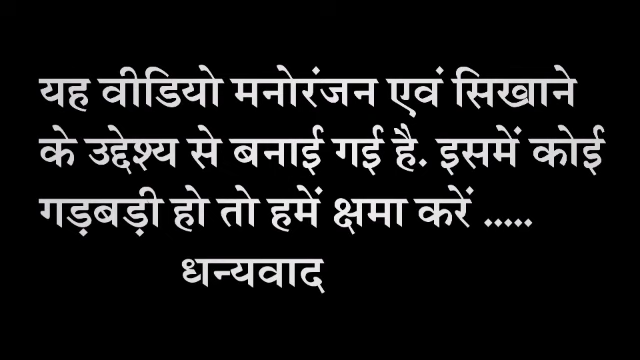 यह वीडियो मनोरंजन एवं सिखाने
के उद्देश्य से बनाई गई है. इसमें कोई
गड़बड़ी हो तो हमें क्षमा करें .....
धन्यवाद